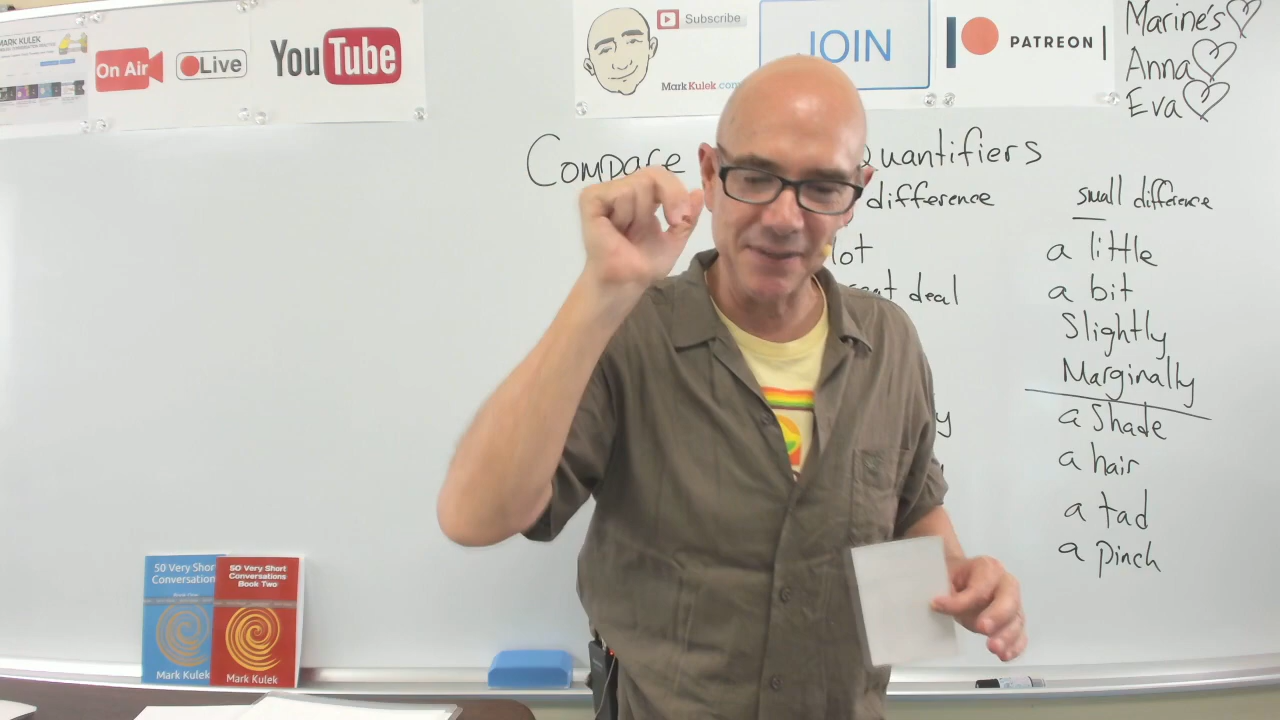 MARK KULEK
On Air
Live
YouTube
Subscribe
MarkKulek.com
JOIN
PATREON
Marine's
Anna
Eva
Compare Quantifiers
difference
lot
deal
small difference
a little
a bit
Slightly
Marginally
a Shade
a hair
a tad
a pinch
50 Very Short
Conversations
Mark Kulek
50 Very Short
Conversations
Book Two
Mark Kulek